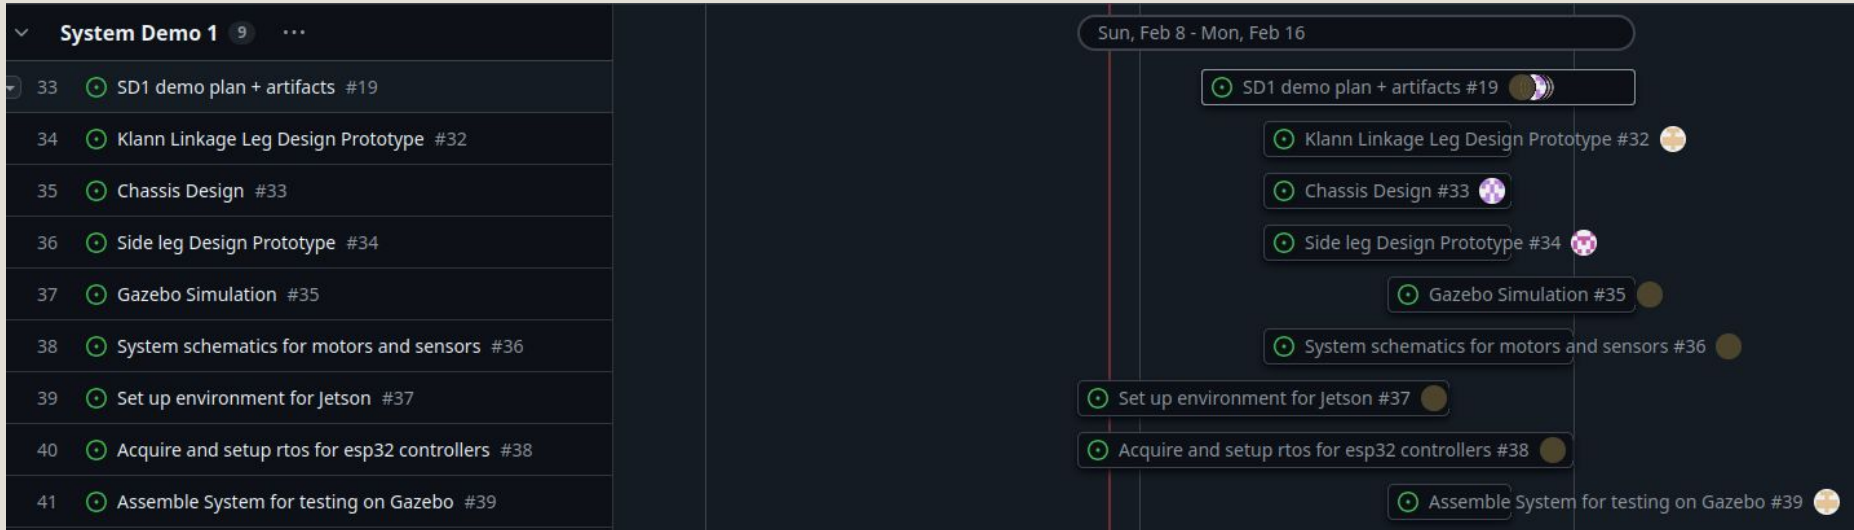 System Demo 1 9 ...
Sun, Feb 8 - Mon, Feb 16
33 SD1 demo plan + artifacts #19
SD1 demo plan + artifacts #19
34 Klann Linkage Leg Design Prototype #32
Klann Linkage Leg Design Prototype #32
35 Chassis Design #33
Chassis Design #33
36 Side leg Design Prototype #34
Side leg Design Prototype #34
37 Gazebo Simulation #35
Gazebo Simulation #35
38 System schematics for motors and sensors #36
System schematics for motors and sensors #36
39 Set up environment for Jetson #37
Set up environment for Jetson #37
40 Acquire and setup rtos for esp32 controllers #38
Acquire and setup rtos for esp32 controllers #38
41 Assemble System for testing on Gazebo #39
Assemble System for testing on Gazebo #39